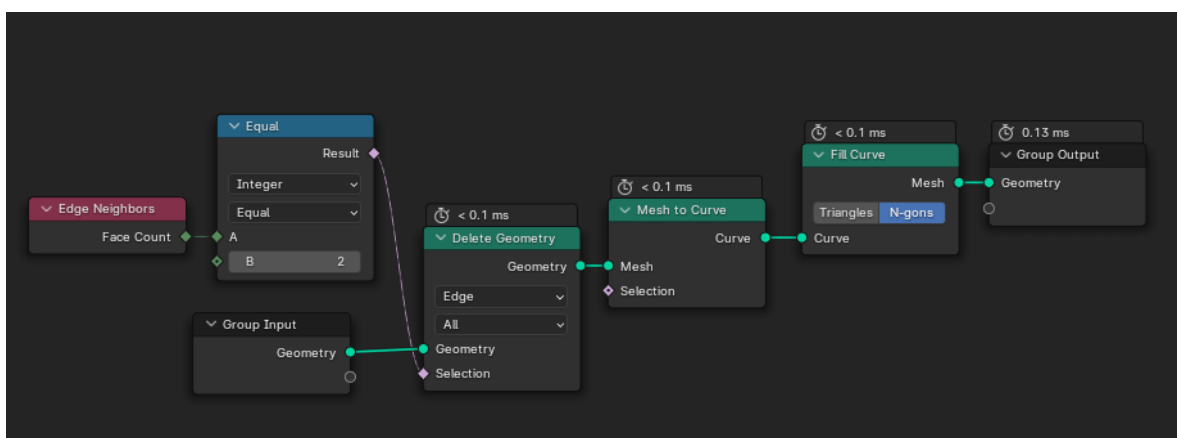 Edge Neighbors
Face Count
Equal
Result
Integer
Equal
A
B 2
Group Input
Geometry
< 0.1 ms
Delete Geometry
Geometry
Edge
All
Geometry
Selection
< 0.1 ms
Mesh to Curve
Curve
Mesh
Selection
< 0.1 ms
Fill Curve
Mesh
Triangles N-gons
Curve
0.13 ms
Group Output
Geometry